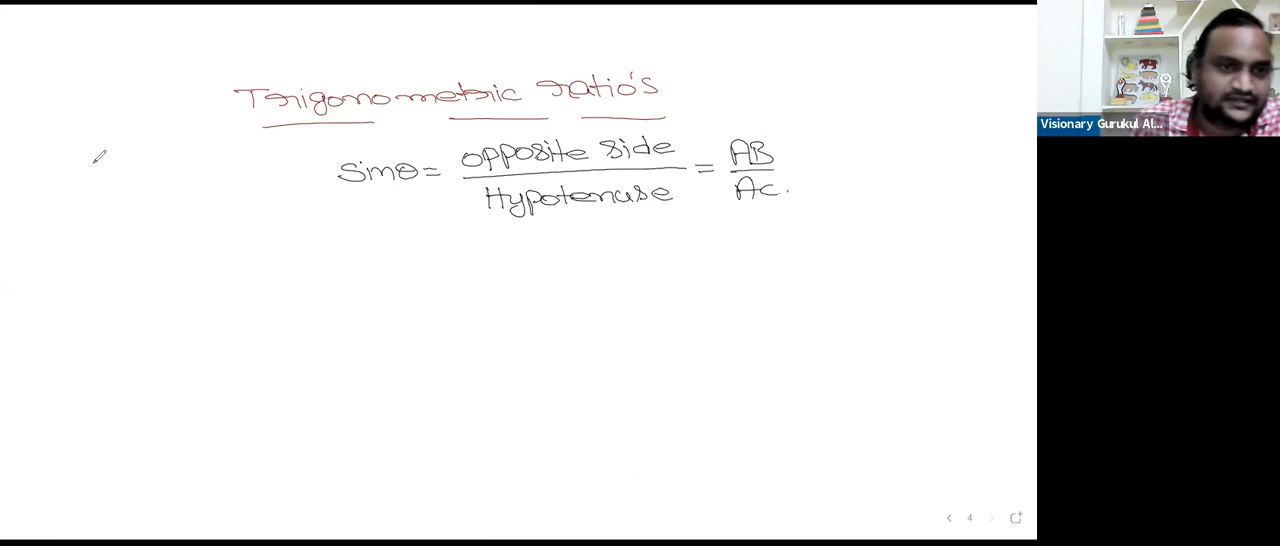 Trigonometric ratio's
Sinθ = opposite side / Hypotenuse = AB / AC.
Visionary Gurukul Al...
4